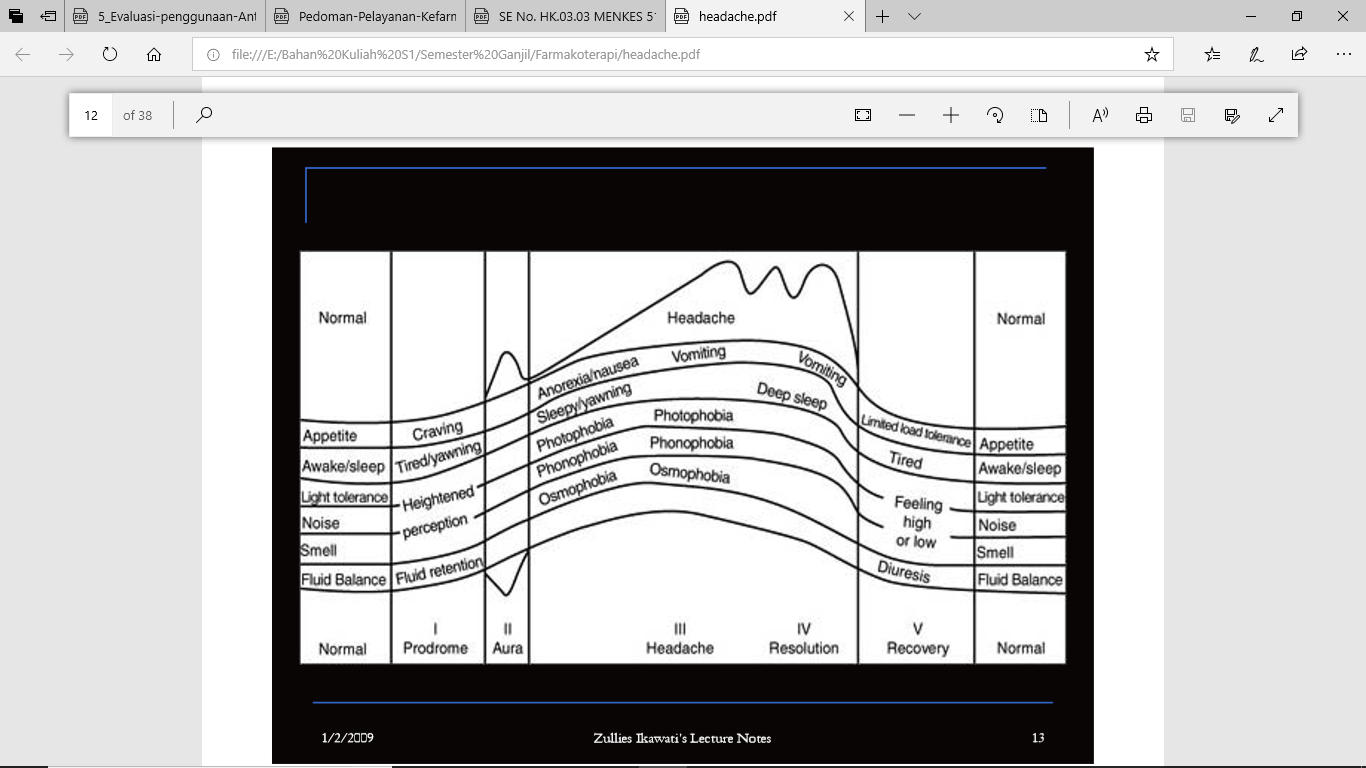 5_Evaluasi-penggunaan-Ant
Pedoman-Pelayanan-Kefarm
SE No. HK.03.03 MENKES 5
headache.pdf
file:///E:/Bahan%20Kuliah%20S1/Semester%20Ganjil/Farmakoterapi/headache.pdf
12 of 38
Normal
Headache
Normal
Appetite
Craving
Anorexia/nausea
Vomiting
Vomiting
Limited load tolerance
Appetite
Awake/sleep
Tired/yawning
Sleepy/yawning
Deep sleep
Tired
Awake/sleep
Light tolerance
Heightened
perception
Photophobia
Photophobia
Feeling
high
or low
Light tolerance
Noise
Phonophobia
Phonophobia
Noise
Smell
Osmophobia
Osmophobia
Smell
Fluid Balance
Fluid retention
Diuresis
Fluid Balance
Normal
I
Prodrome
II
Aura
III
Headache
IV
Resolution
V
Recovery
Normal
1/2/2009
Zullies Ikawati's Lecture Notes
13